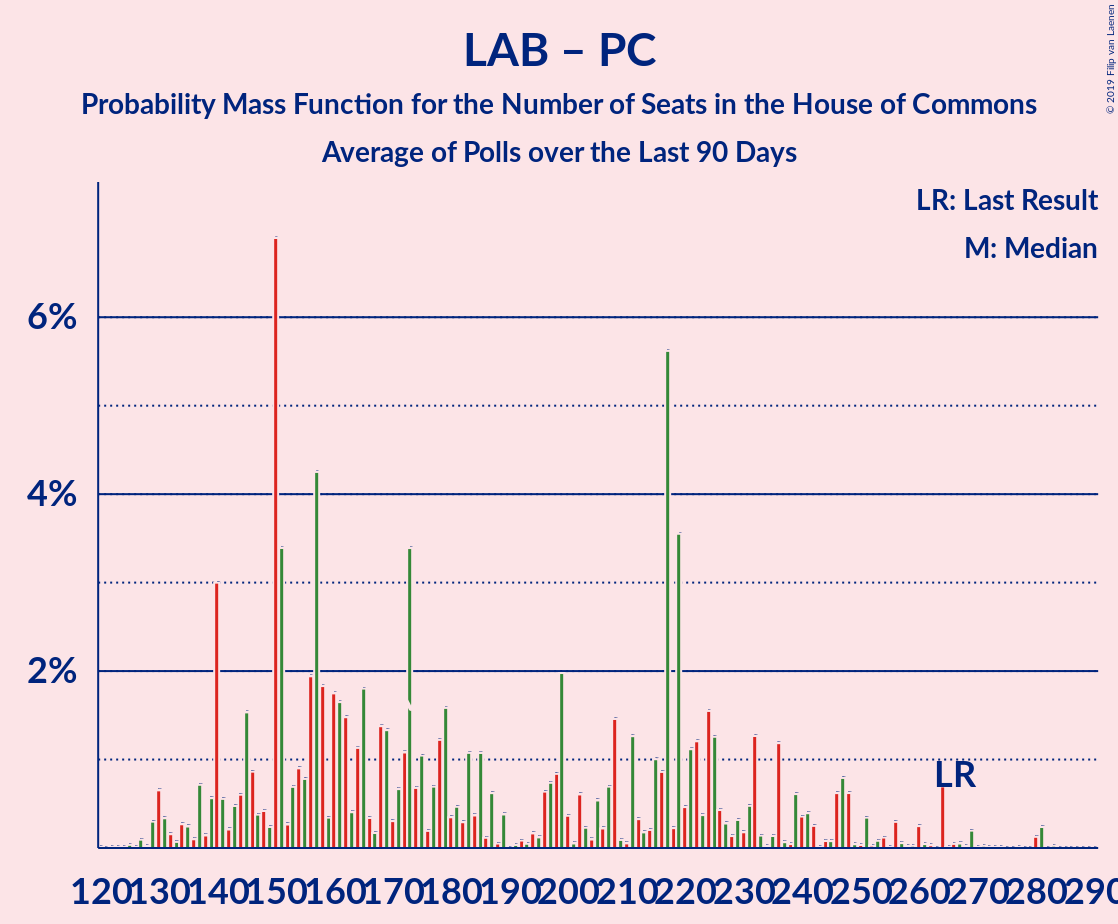 LAB – PC
Probability Mass Function for the Number of Seats in the House of Commons
Average of Polls over the Last 90 Days
© 2019 Filip van Laenen
LR: Last Result
M: Median
6%
4%
2%
LR
120 130 140 150 160 170 180 190 200 210 220 230 240 250 260 270 280 290